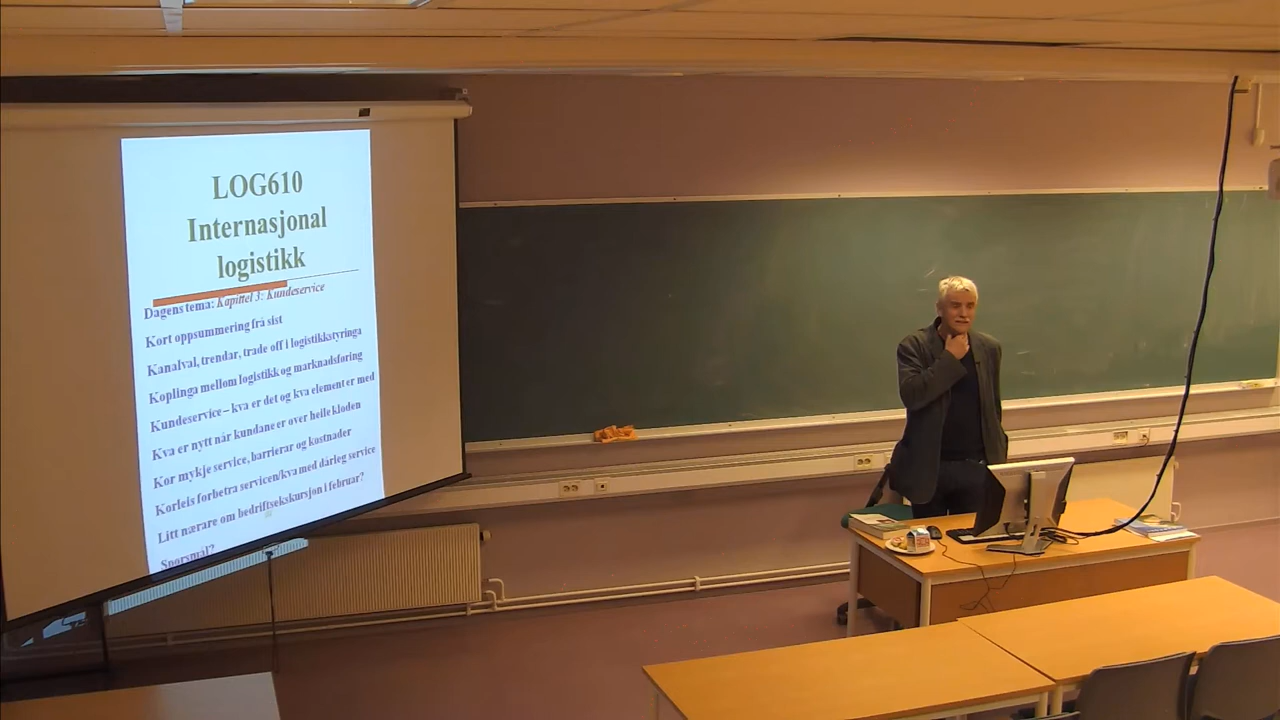 LOG610
Internasjonal
logistikk
Dagens tema: Kapittel 3: Kundeservice
Kort oppsummering frå sist
Kanalval, trendar, trade off i logistikkstyringa
Koplinga mellom logistikk og marknadsføring
Kundeservice – kva er det og kva element er med
Kva er nytt når kundane er over heile kloden
Kor mykje service, barrierar og kostnader
Korleis forbetra servicen/kva med dårleg service
Litt nærare om bedriftsekskursjon i februar?
Spørsmål?